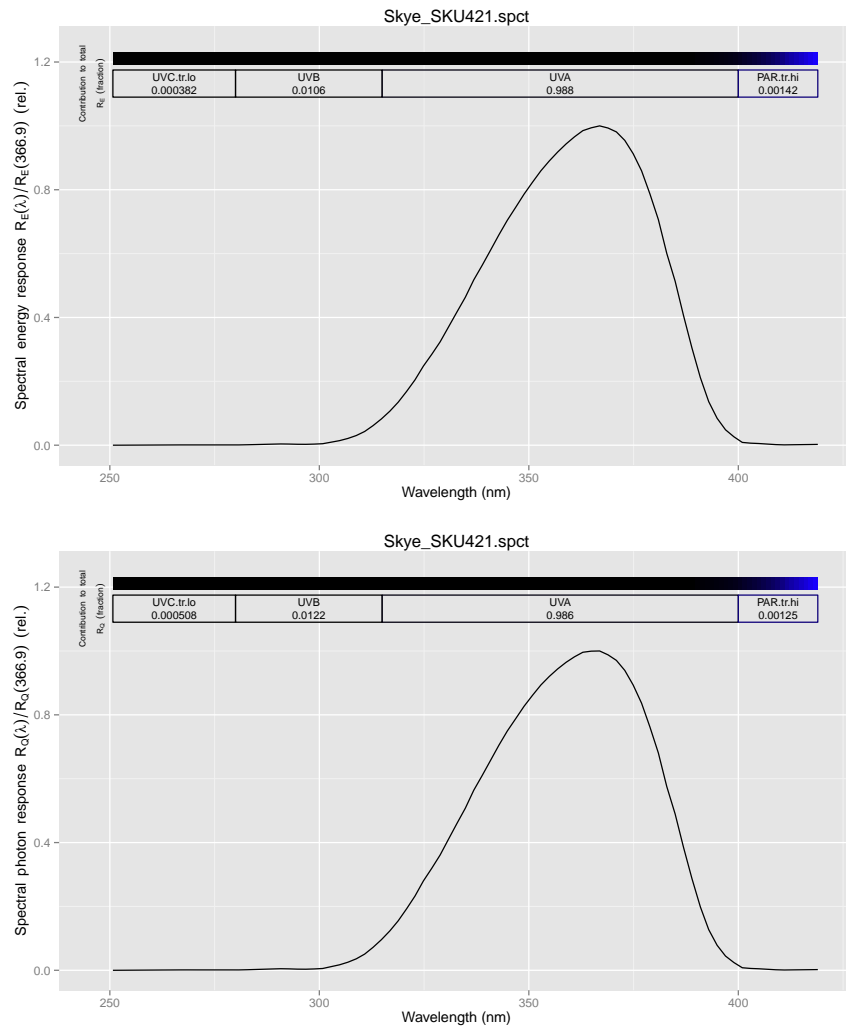 Skye_SKU421.spct
Contribution to total
R_E (fraction)
UVC.tr.lo UVB UVA PAR.tr.hi
0.000382 0.0106 0.988 0.00142
Spectral energy response R_E(λ)/R_E(366.9) (rel.)
1.2
0.8
0.4
0.0
250 300 350 400
Wavelength (nm)
Skye_SKU421.spct
Contribution to total
R_Q (fraction)
UVC.tr.lo UVB UVA PAR.tr.hi
0.000508 0.0122 0.986 0.00125
Spectral photon response R_Q(λ)/R_Q(366.9) (rel.)
1.2
0.8
0.4
0.0
250 300 350 400
Wavelength (nm)